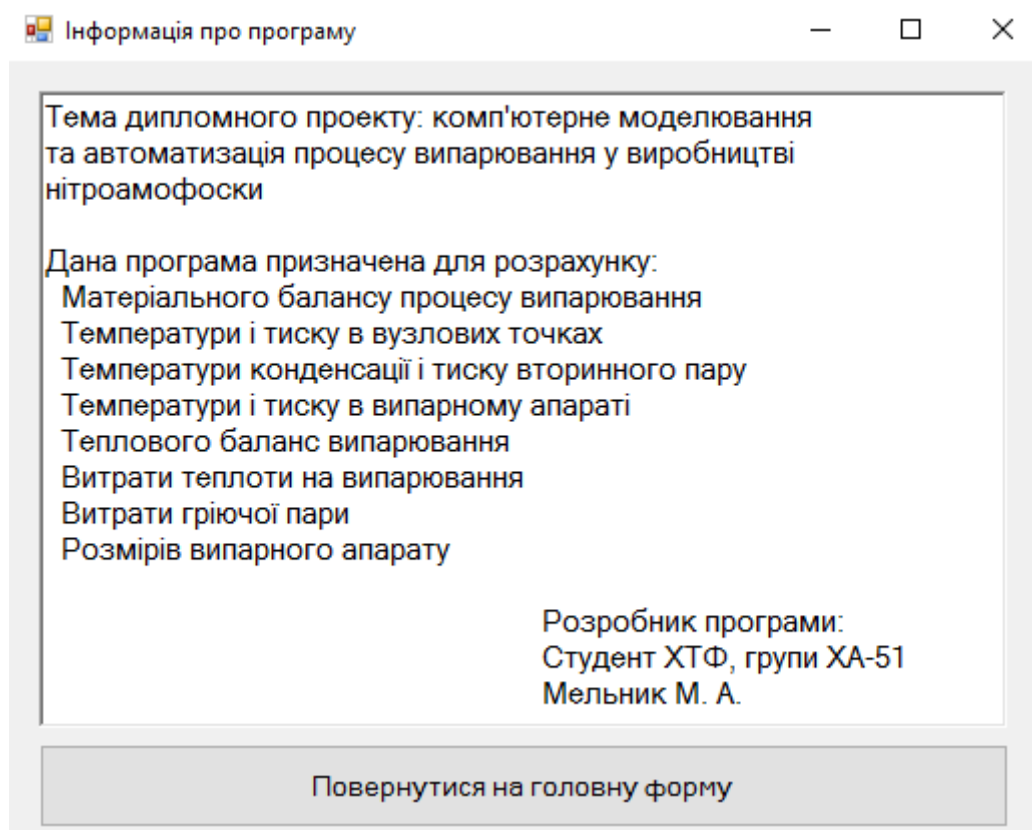 Інформація про програму
Тема дипломного проекту: комп'ютерне моделювання
та автоматизація процесу випарювання у виробництві
нітроамофоски
Дана програма призначена для розрахунку:
Матеріального балансу процесу випарювання
Температури і тиску в вузлових точках
Температури конденсації і тиску вторинного пару
Температури і тиску в випарному апараті
Теплового баланс випарювання
Витрати теплоти на випарювання
Витрати гріючої пари
Розмірів випарного апарату
Розробник програми:
Студент ХТФ, групи ХА-51
Мельник М. А.
Повернутися на головну форму